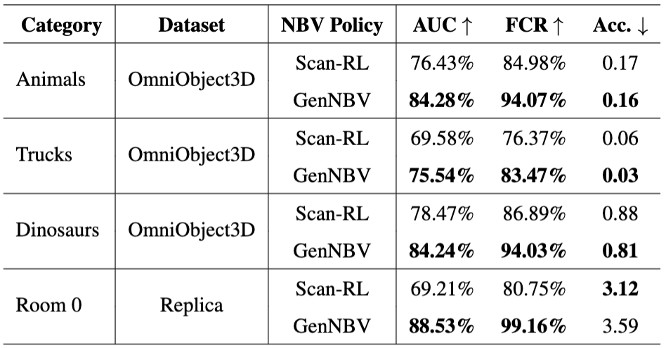 Category Dataset NBV Policy AUC ↑ FCR ↑ Acc. ↓
Animals OmniObject3D Scan-RL 76.43% 84.98% 0.17
GenNBV 84.28% 94.07% 0.16
Trucks OmniObject3D Scan-RL 69.58% 76.37% 0.06
GenNBV 75.54% 83.47% 0.03
Dinosaurs OmniObject3D Scan-RL 78.47% 86.89% 0.88
GenNBV 84.24% 94.03% 0.81
Room 0 Replica Scan-RL 69.21% 80.75% 3.12
GenNBV 88.53% 99.16% 3.59